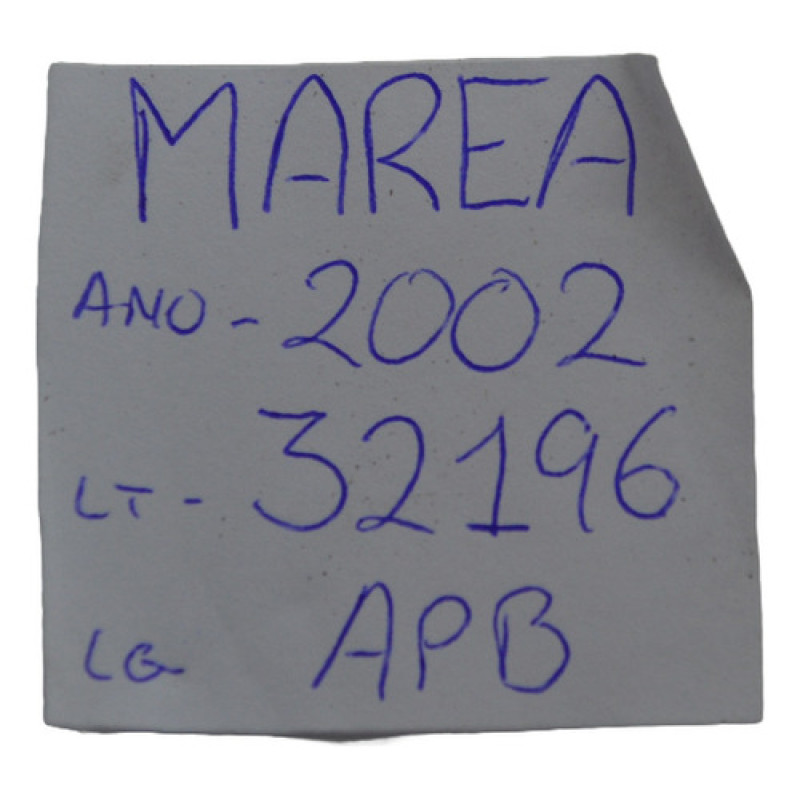 MAREA
ANO - 2002
LT - 32196
LG APB